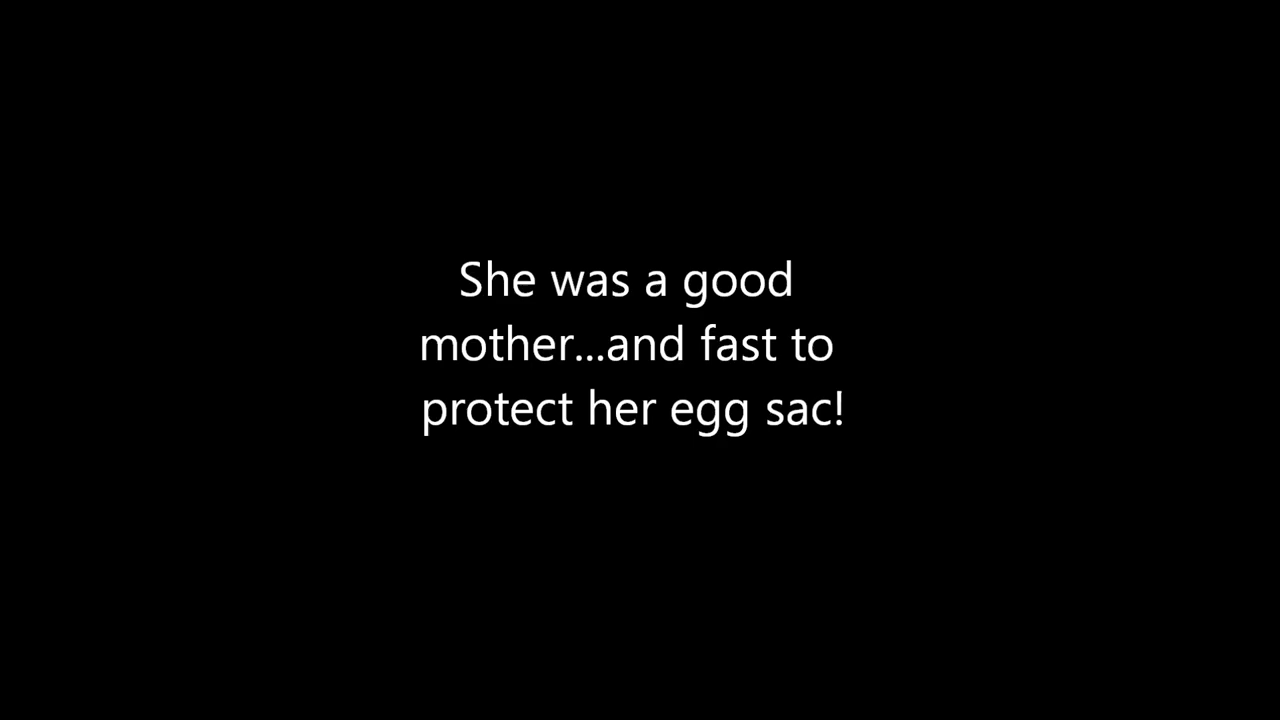 She was a good
mother...and fast to
protect her egg sac!